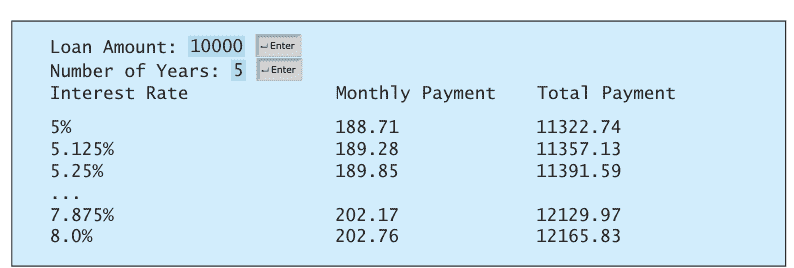 Loan Amount: 10000 ↵Enter
Number of Years: 5 ↵Enter
Interest Rate Monthly Payment Total Payment
5% 188.71 11322.74
5.125% 189.28 11357.13
5.25% 189.85 11391.59
...
7.875% 202.17 12129.97
8.0% 202.76 12165.83